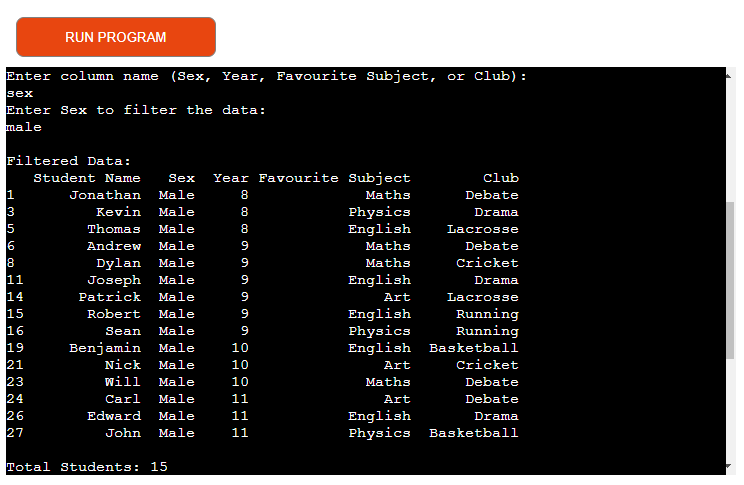 RUN PROGRAM
Enter column name (Sex, Year, Favourite Subject, or Club):
sex
Enter Sex to filter the data:
male
Filtered Data:
Student Name Sex Year Favourite Subject Club
1 Jonathan Male 8 Maths Debate
3 Kevin Male 8 Physics Drama
5 Thomas Male 8 English Lacrosse
6 Andrew Male 9 Maths Debate
8 Dylan Male 9 Maths Cricket
11 Joseph Male 9 English Drama
14 Patrick Male 9 Art Lacrosse
15 Robert Male 9 English Running
16 Sean Male 9 Physics Running
19 Benjamin Male 10 English Basketball
21 Nick Male 10 Art Cricket
23 Will Male 10 Maths Debate
24 Carl Male 11 Art Debate
26 Edward Male 11 English Drama
27 John Male 11 Physics Basketball
Total Students: 15